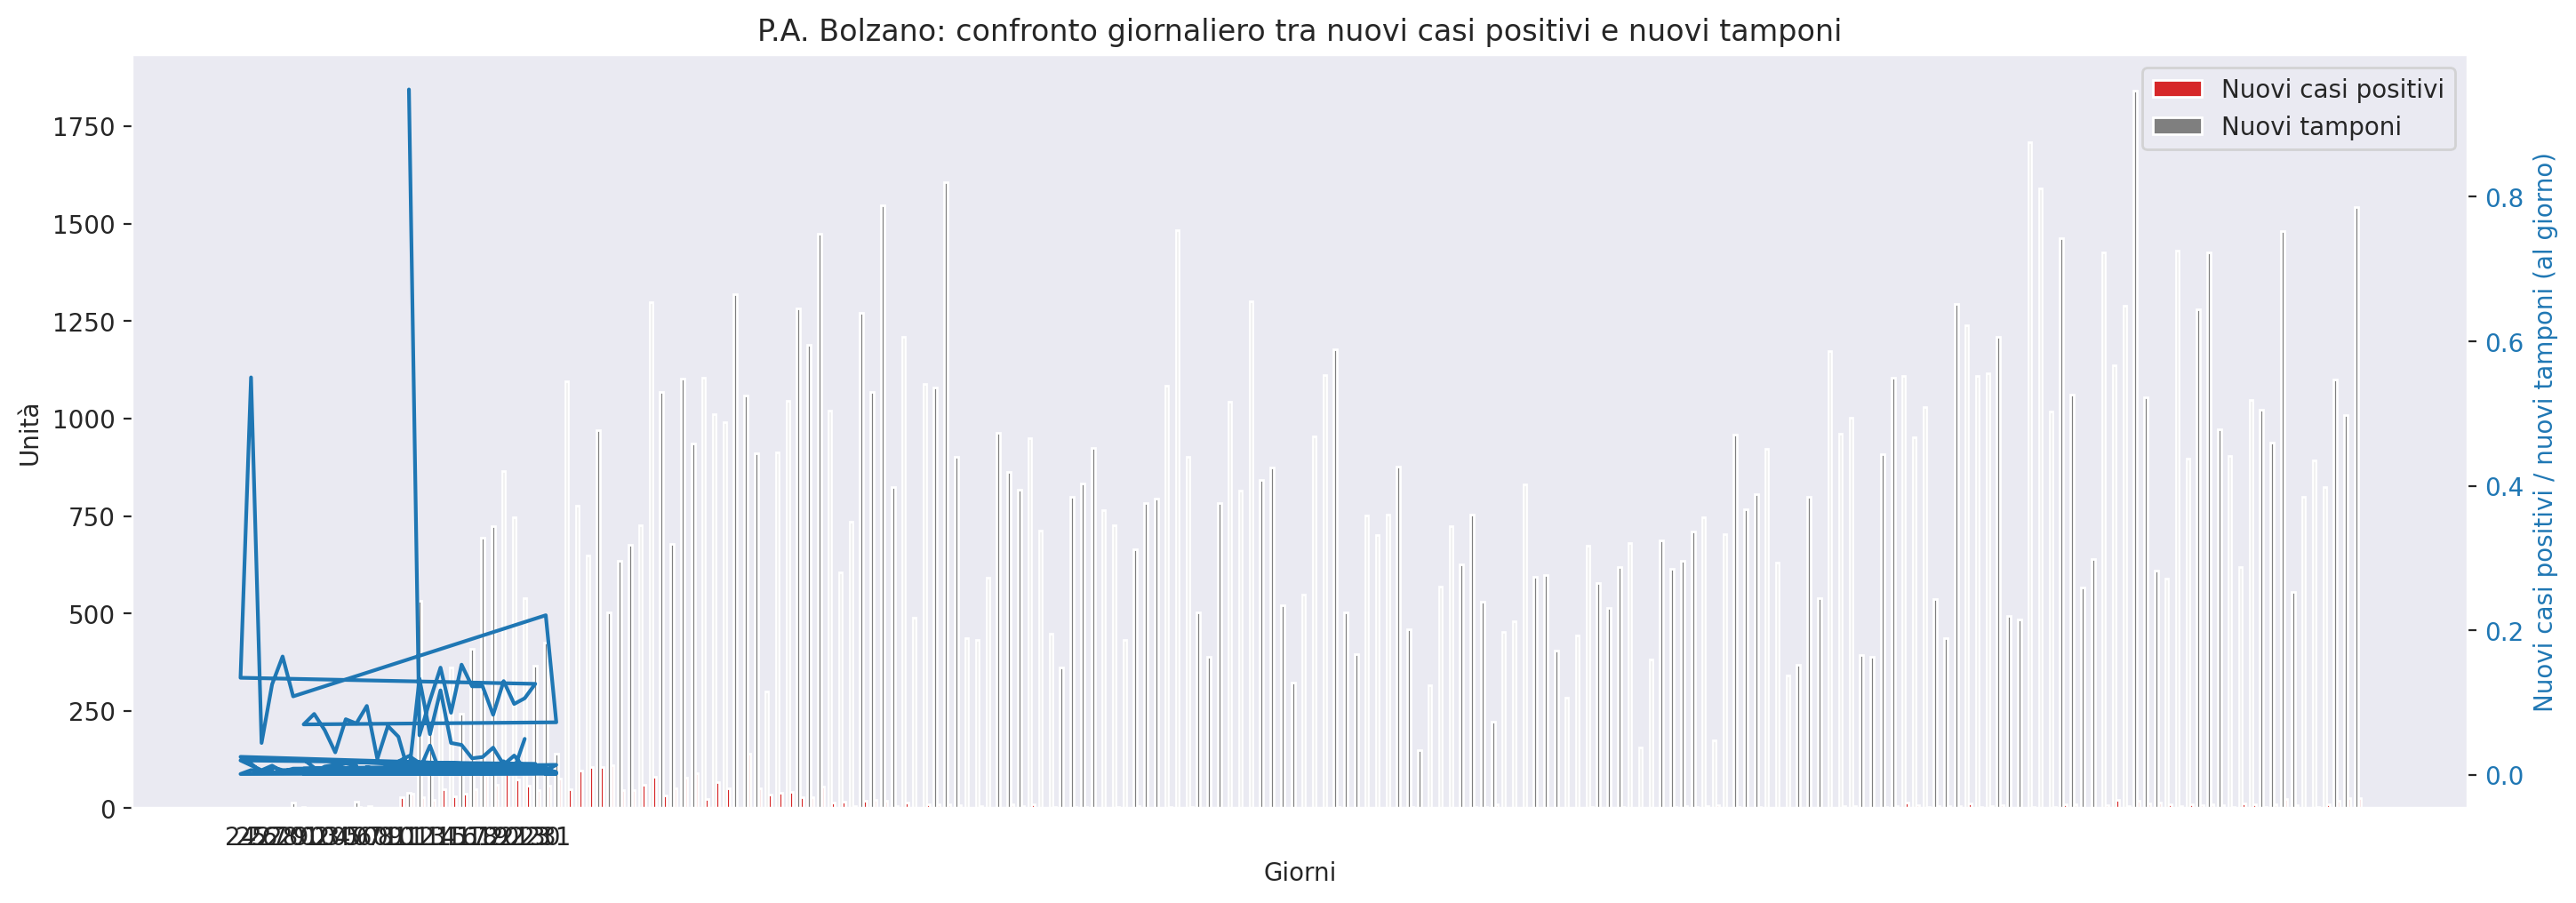 P.A. Bolzano: confronto giornaliero tra nuovi casi positivi e nuovi tamponi
Nuovi casi positivi
Nuovi tamponi
1750
1500
1250
1000
750
500
250
0
Unità
0.8
0.6
0.4
0.2
0.0
Nuovi casi positivi / nuovi tamponi (al giorno)
Giorni